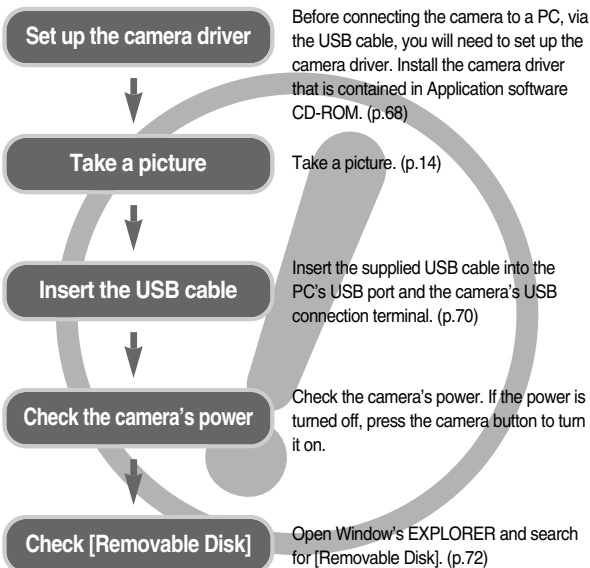 Set up the camera driver
Before connecting the camera to a PC, via
the USB cable, you will need to set up the
camera driver. Install the camera driver
that is contained in Application software
CD-ROM. (p.68)
Take a picture
Take a picture. (p.14)
Insert the USB cable
Insert the supplied USB cable into the
PC's USB port and the camera's USB
connection terminal. (p.70)
Check the camera's power
Check the camera's power. If the power is
turned off, press the camera button to turn
it on.
Check [Removable Disk]
Open Window's EXPLORER and search
for [Removable Disk]. (p.72)